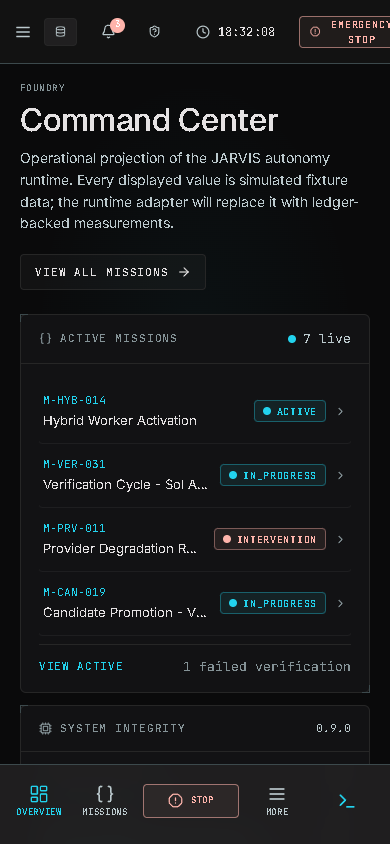 3
18:32:08
EMERGENCY
STOP
FOUNDRY
Command Center
Operational projection of the JARVIS autonomy
runtime. Every displayed value is simulated fixture
data; the runtime adapter will replace it with ledger-
backed measurements.
VIEW ALL MISSIONS →
{} ACTIVE MISSIONS
7 live
M-HYB-014
Hybrid Worker Activation
ACTIVE
M-VER-031
Verification Cycle - Sol A...
IN_PROGRESS
M-PRV-011
Provider Degradation R...
INTERVENTION
M-CAN-019
Candidate Promotion - V...
IN_PROGRESS
VIEW ACTIVE
1 failed verification
SYSTEM INTEGRITY
0.9.0
OVERVIEW
MISSIONS
STOP
MORE